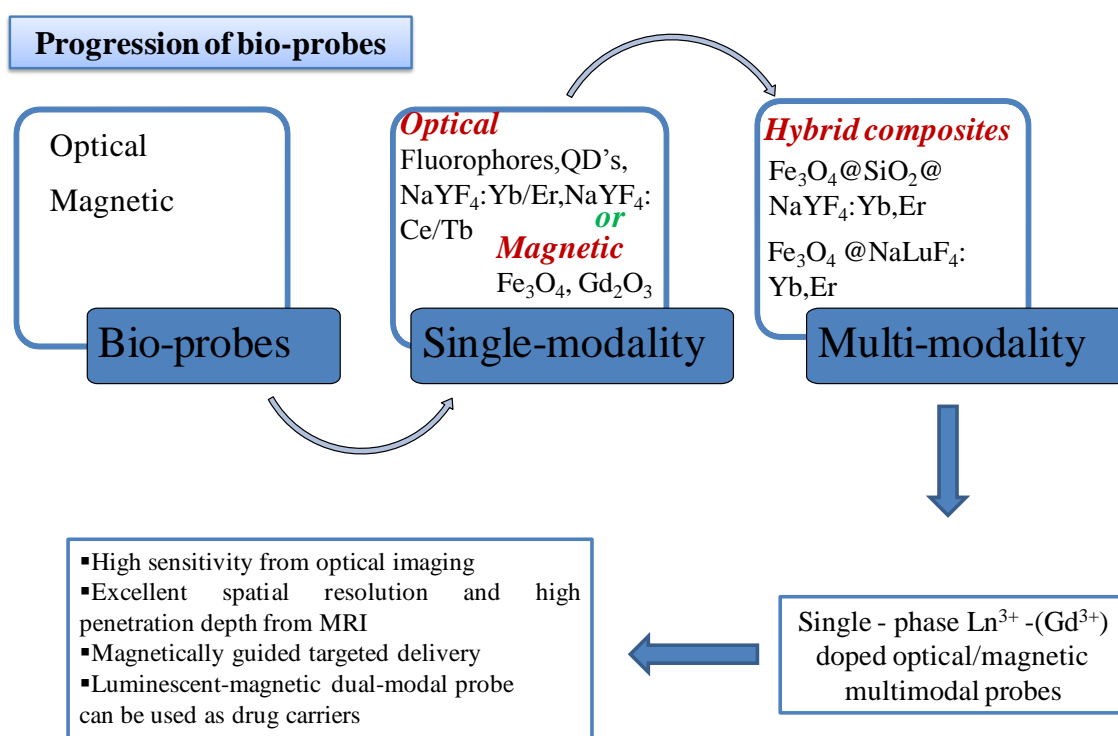 Progression of bio-probes
Optical
Magnetic
Bio-probes
Optical
Fluorophores,QD’s,
NaYF₄:Yb/Er,NaYF₄:
Ce/Tb
or
Magnetic
Fe₃O₄, Gd₂O₃
Single-modality
Hybrid composites
Fe₃O₄@SiO₂@
NaYF₄:Yb,Er
Fe₃O₄ @NaLuF₄:
Yb,Er
Multi-modality
▪High sensitivity from optical imaging
▪Excellent spatial resolution and high
penetration depth from MRI
▪Magnetically guided targeted delivery
▪Luminescent-magnetic dual-modal probe
can be used as drug carriers
Single - phase Ln³⁺ -(Gd³⁺)
doped optical/magnetic
multimodal probes